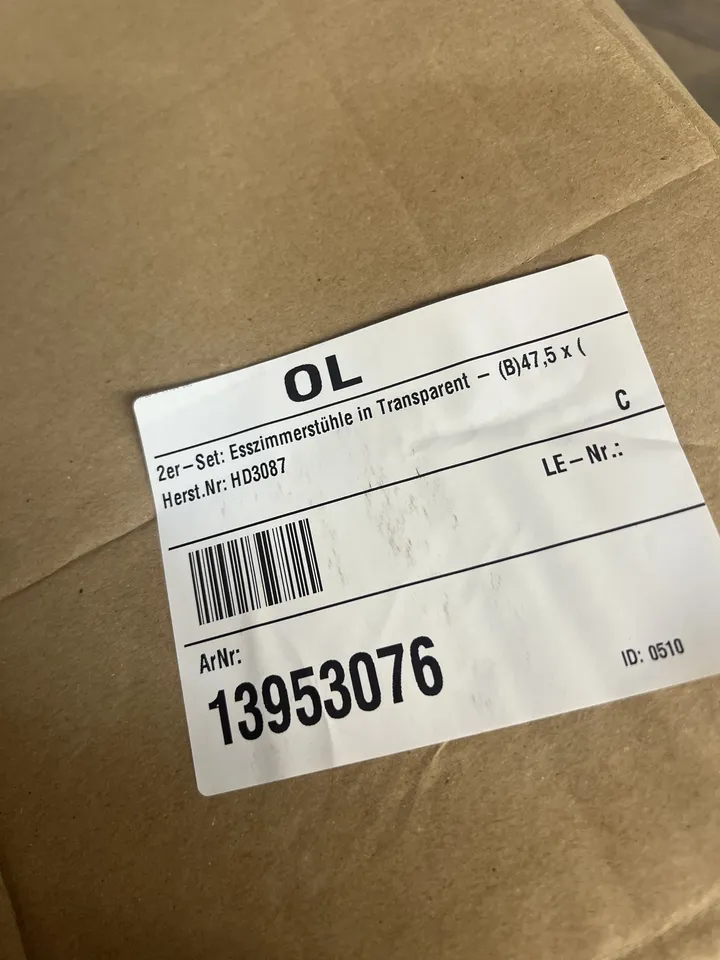 OL
2er-Set: Esszimmerstühle in Transparent - (B)47,5 x (
Herst.Nr: HD3087
C
LE-Nr.:
ArNr:
13953076
ID: 0510